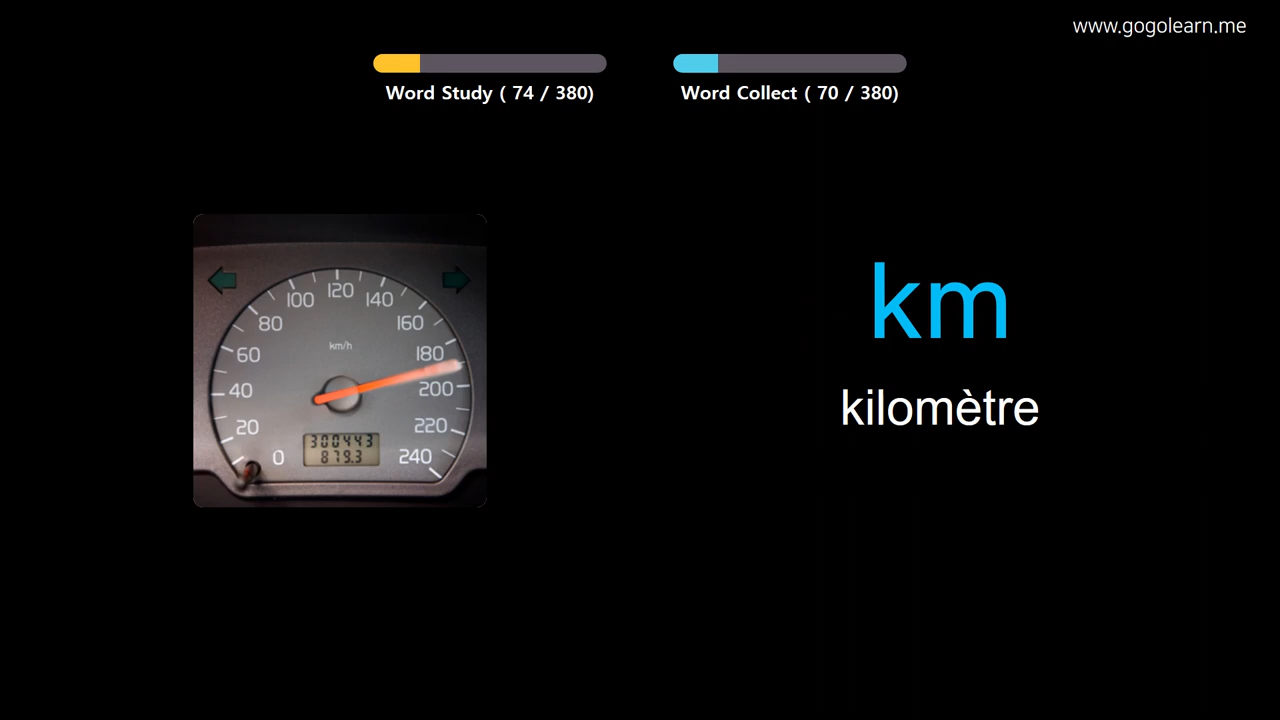 www.gogolearn.me
Word Study ( 74 / 380)
Word Collect ( 70 / 380)
km
kilomètre
120
100
140
80
160
km/h
60
180
40
200
20
220
300443
0
879.3
240